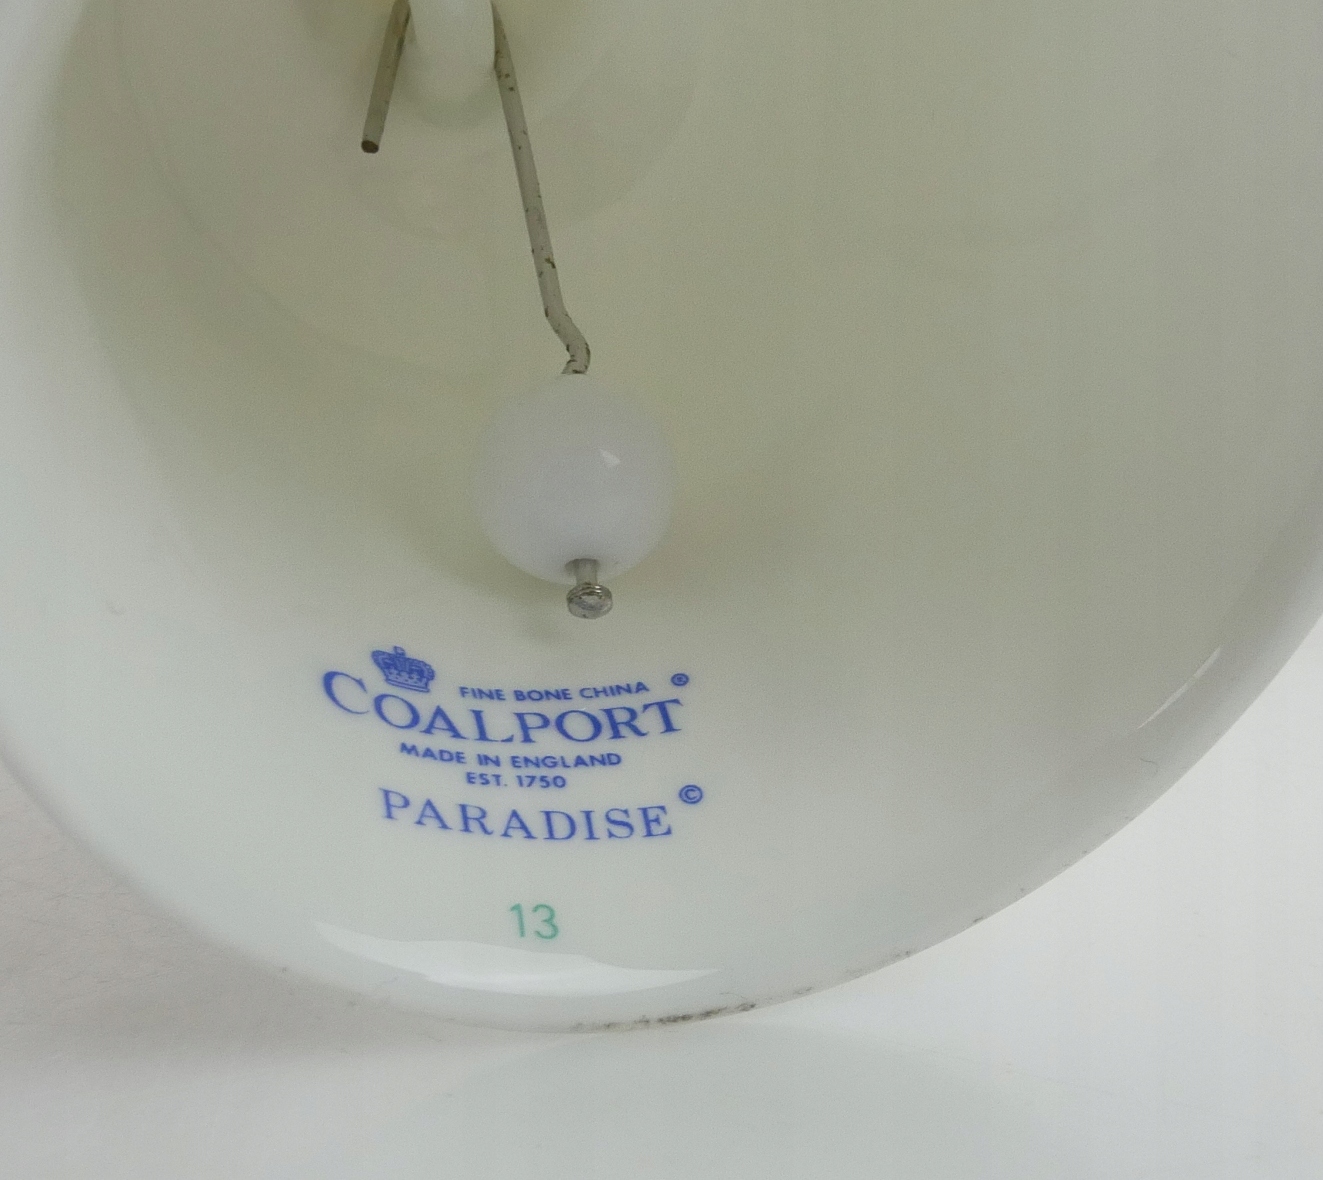 FINE BONE CHINA ®
COALPORT
MADE IN ENGLAND
EST. 1750
PARADISE ©
13